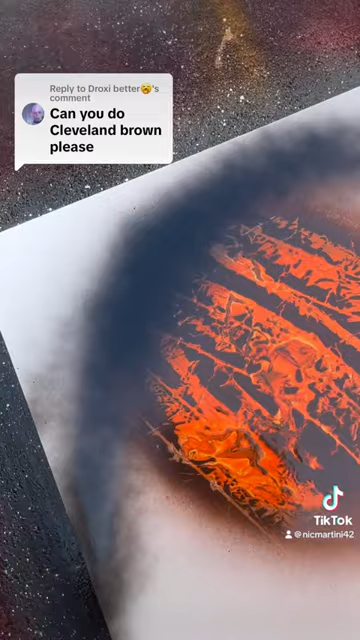 Reply to Droxi better😫's
comment
Can you do
Cleveland brown
please
TikTok
@nicmartini42